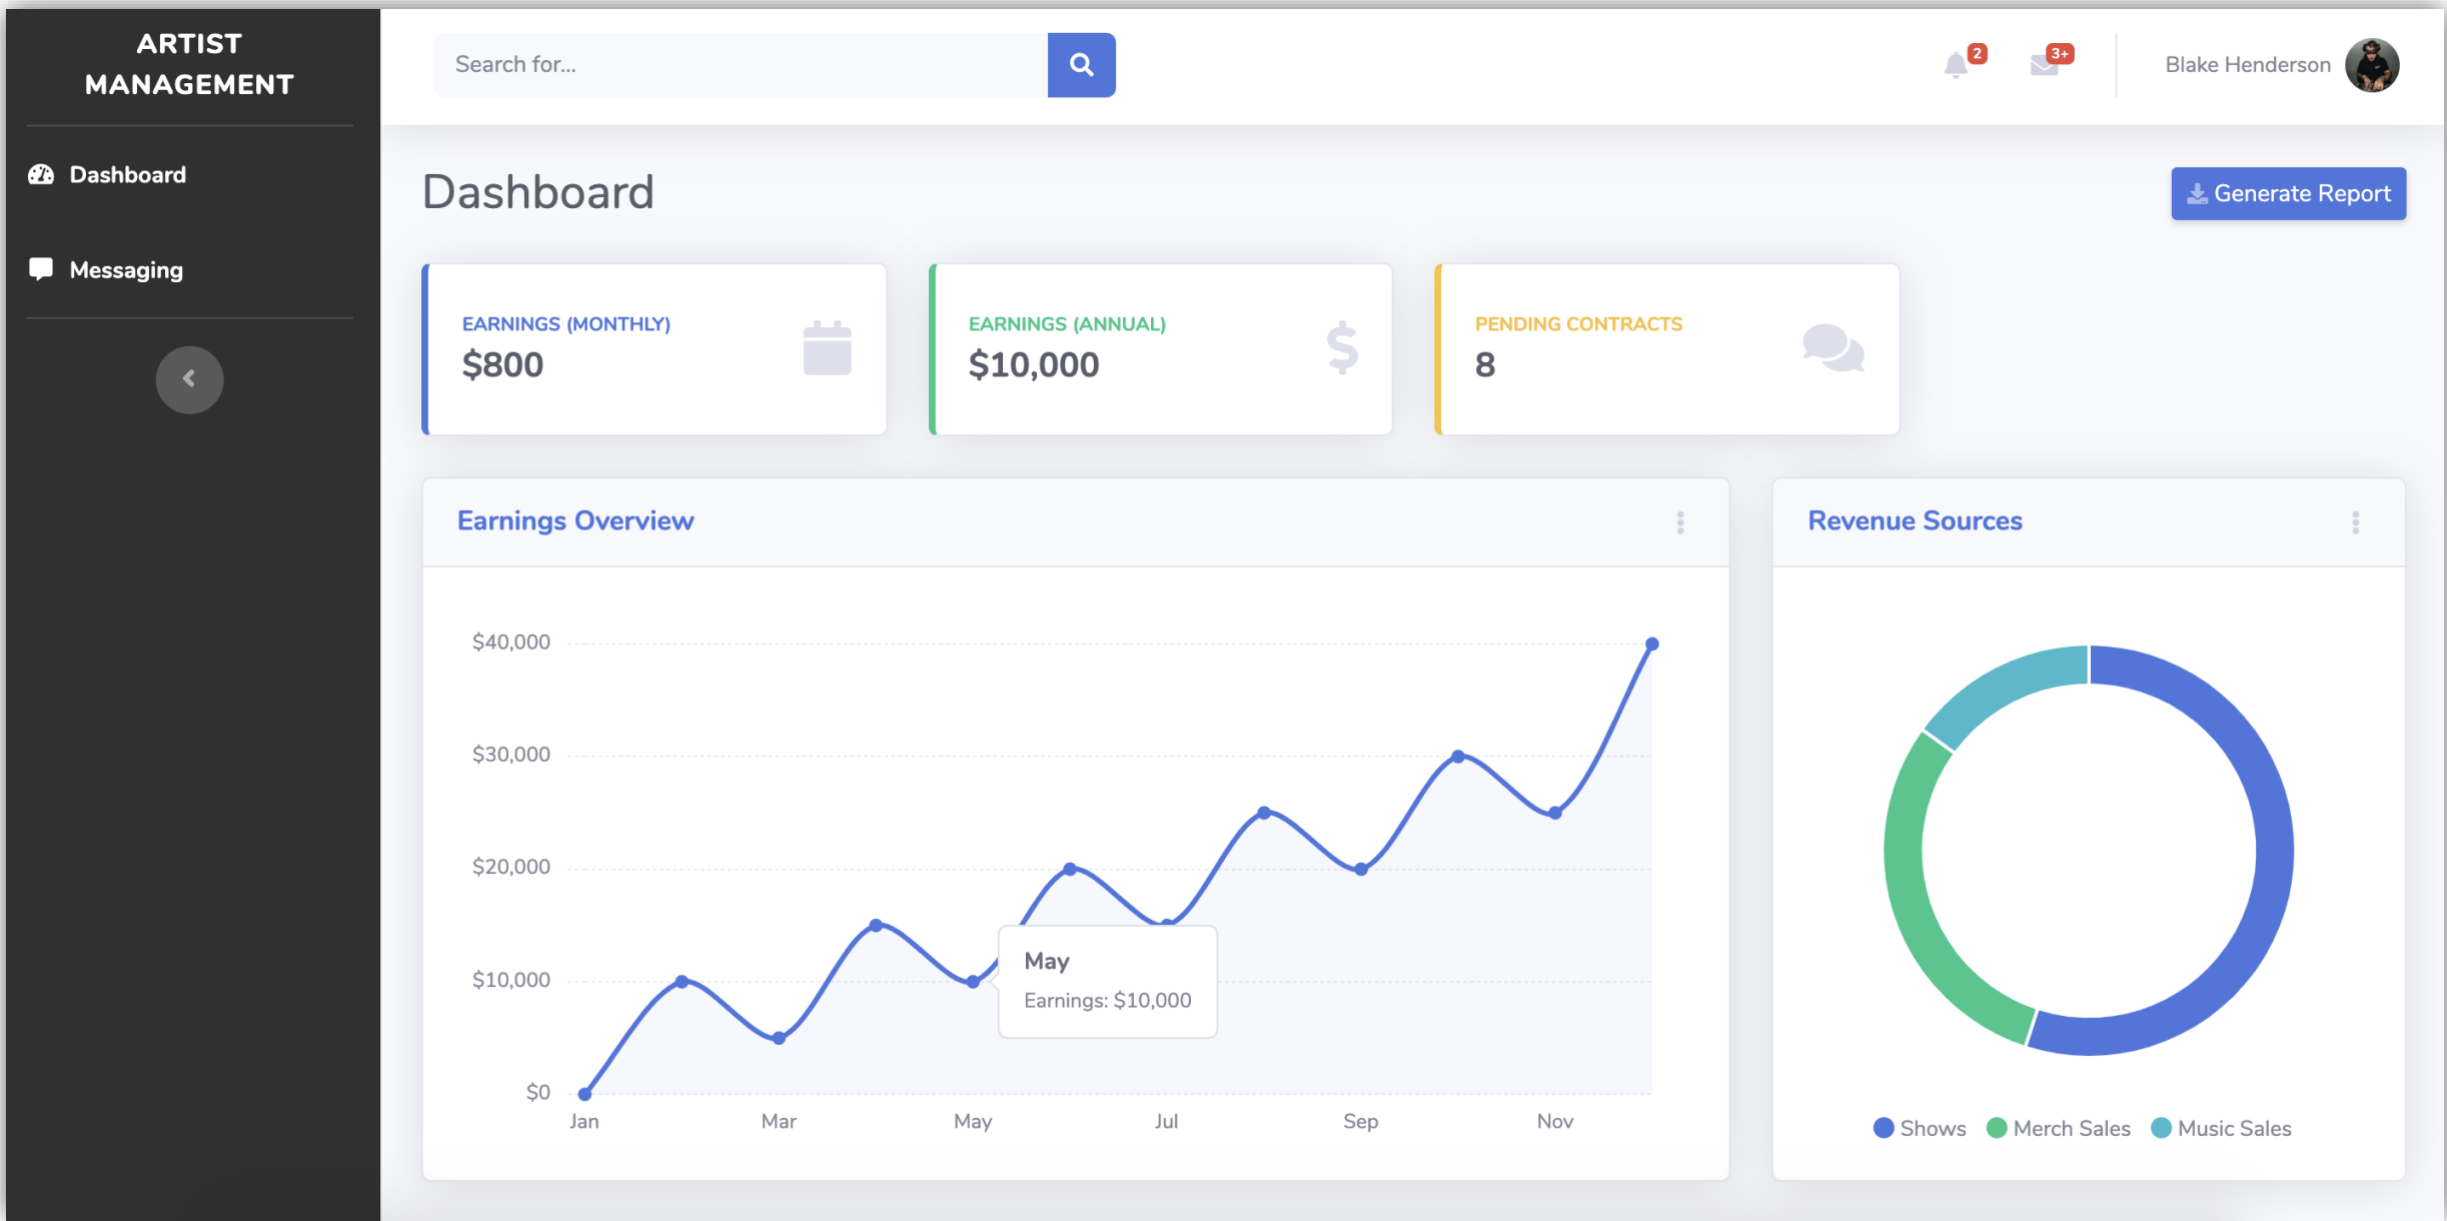 ARTIST
MANAGEMENT
Dashboard
Messaging
Search for...
2
3+
Blake Henderson
Dashboard
Generate Report
EARNINGS (MONTHLY)
$800
EARNINGS (ANNUAL)
$10,000
PENDING CONTRACTS
8
Earnings Overview
$40,000
$30,000
$20,000
$10,000
$0
Jan Mar May Jul Sep Nov
May
Earnings: $10,000
Revenue Sources
Shows Merch Sales Music Sales